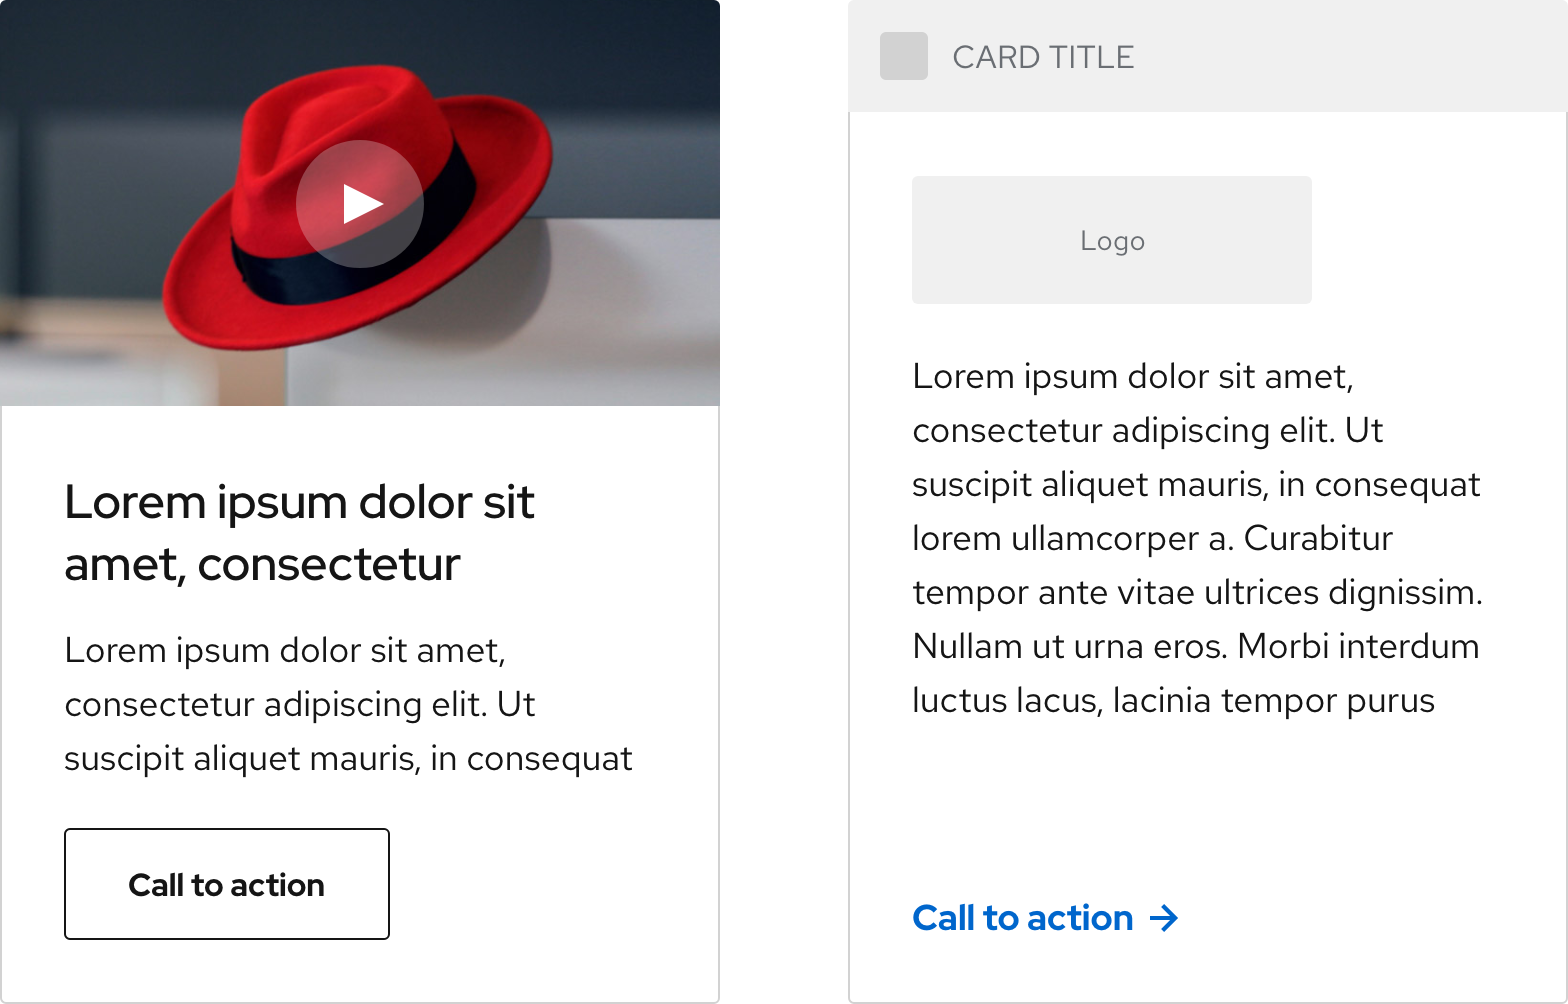 Lorem ipsum dolor sit
amet, consectetur
Lorem ipsum dolor sit amet,
consectetur adipiscing elit. Ut
suscipit aliquet mauris, in consequat
Call to action
CARD TITLE
Logo
Lorem ipsum dolor sit amet,
consectetur adipiscing elit. Ut
suscipit aliquet mauris, in consequat
lorem ullamcorper a. Curabitur
tempor ante vitae ultrices dignissim.
Nullam ut urna eros. Morbi interdum
luctus lacus, lacinia tempor purus
Call to action →